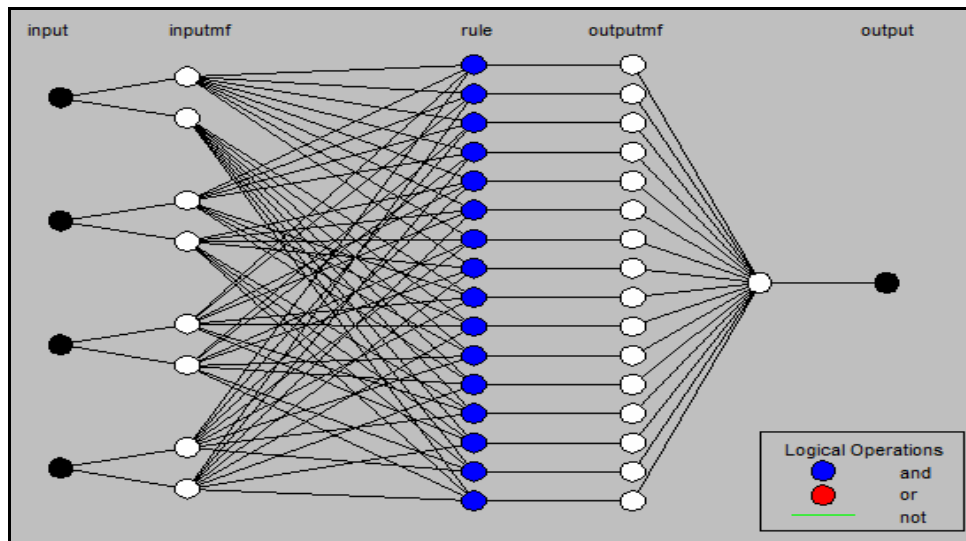 input inputmf rule outputmf output
Logical Operations
and
or
not